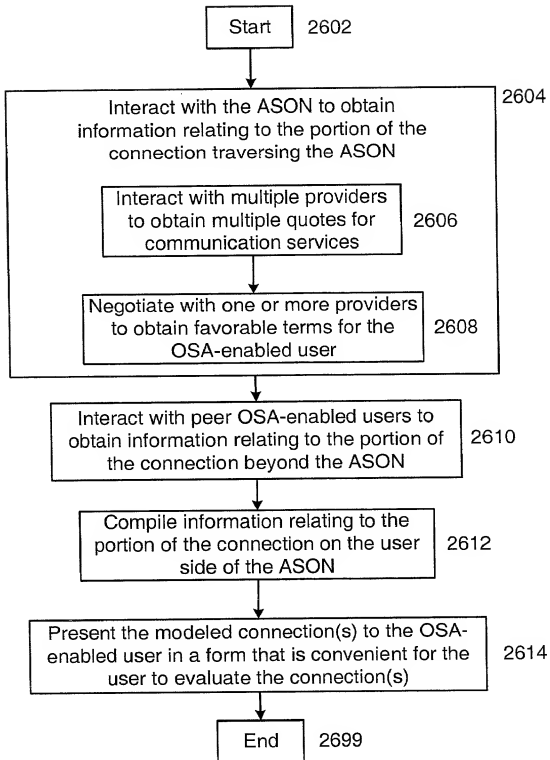 Start 2602
2604
Interact with the ASON to obtain
information relating to the portion of the
connection traversing the ASON
Interact with multiple providers
to obtain multiple quotes for
communication services
2606
Negotiate with one or more providers
to obtain favorable terms for the
OSA-enabled user
2608
Interact with peer OSA-enabled users to
obtain information relating to the portion of
the connection beyond the ASON
2610
Compile information relating to the
portion of the connection on the user
side of the ASON
2612
Present the modeled connection(s) to the OSA-
enabled user in a form that is convenient for the
user to evaluate the connection(s)
2614
End 2699